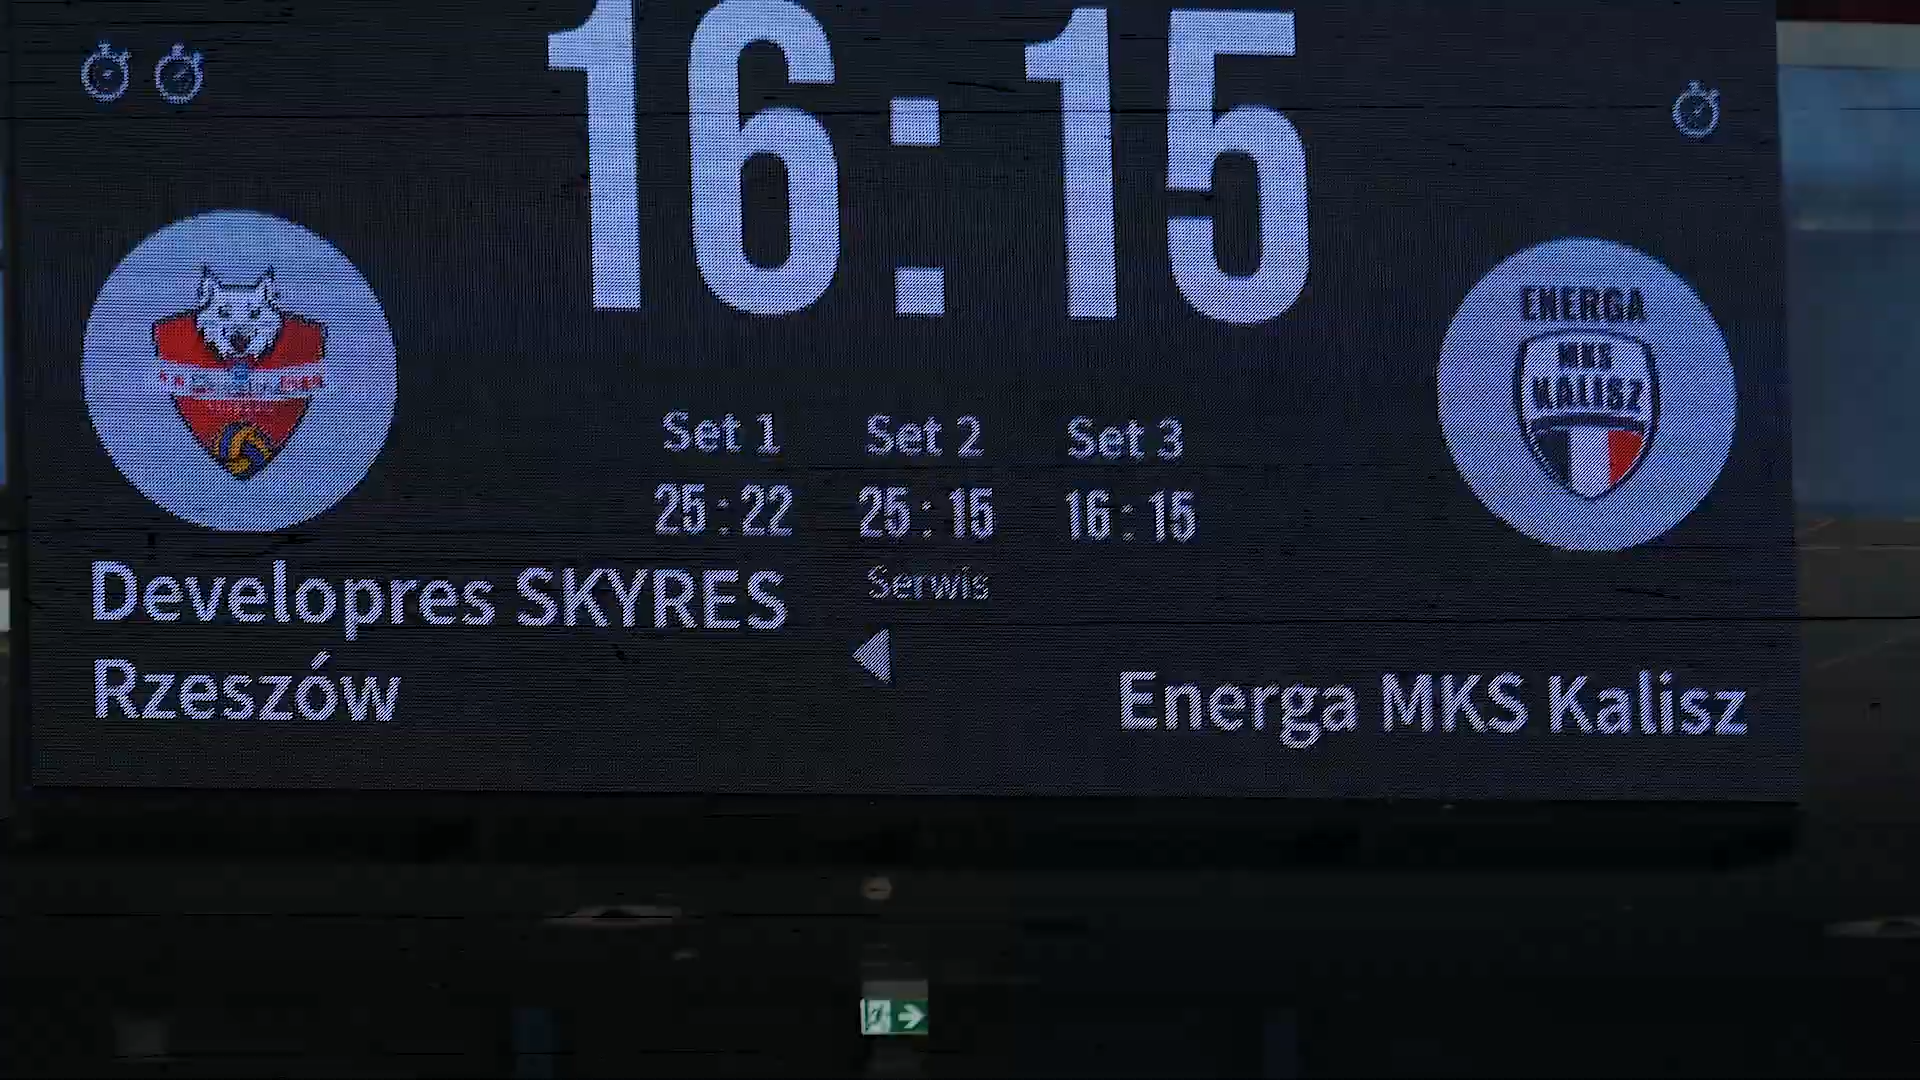 16:15
ENERGA
MKS
KALISZ
Set 1 Set 2 Set 3
25:22 25:15 16:15
Serwis
Developres SKYRES
Rzeszów
Energa MKS Kalisz